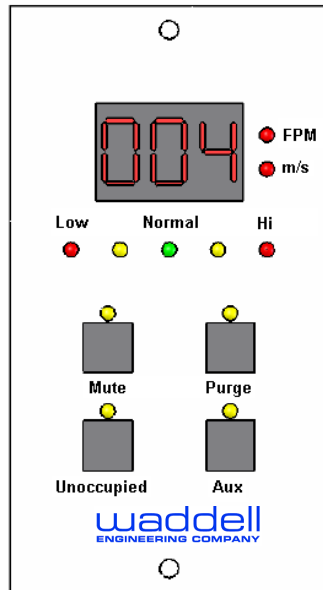 004
FPM
m/s
Low Normal Hi
Mute Purge
Unoccupied Aux
waddell
ENGINEERING COMPANY